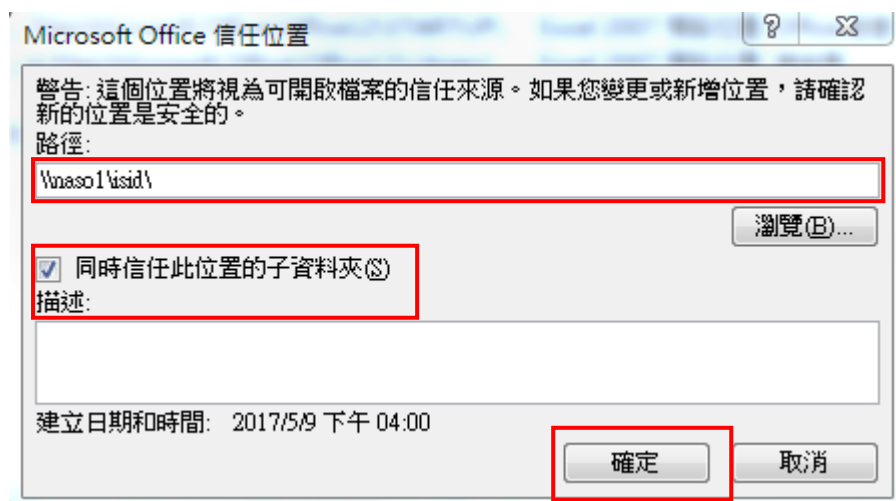 Microsoft Office 信任位置
警告: 這個位置將視為可開啟檔案的信任來源。如果您變更或新增位置，請確認
新的位置是安全的。
路徑:
\\naso1\isid\
瀏覽(B)...
同時信任此位置的子資料夾(S)
描述:
建立日期和時間: 2017/5/9 下午 04:00
確定 取消